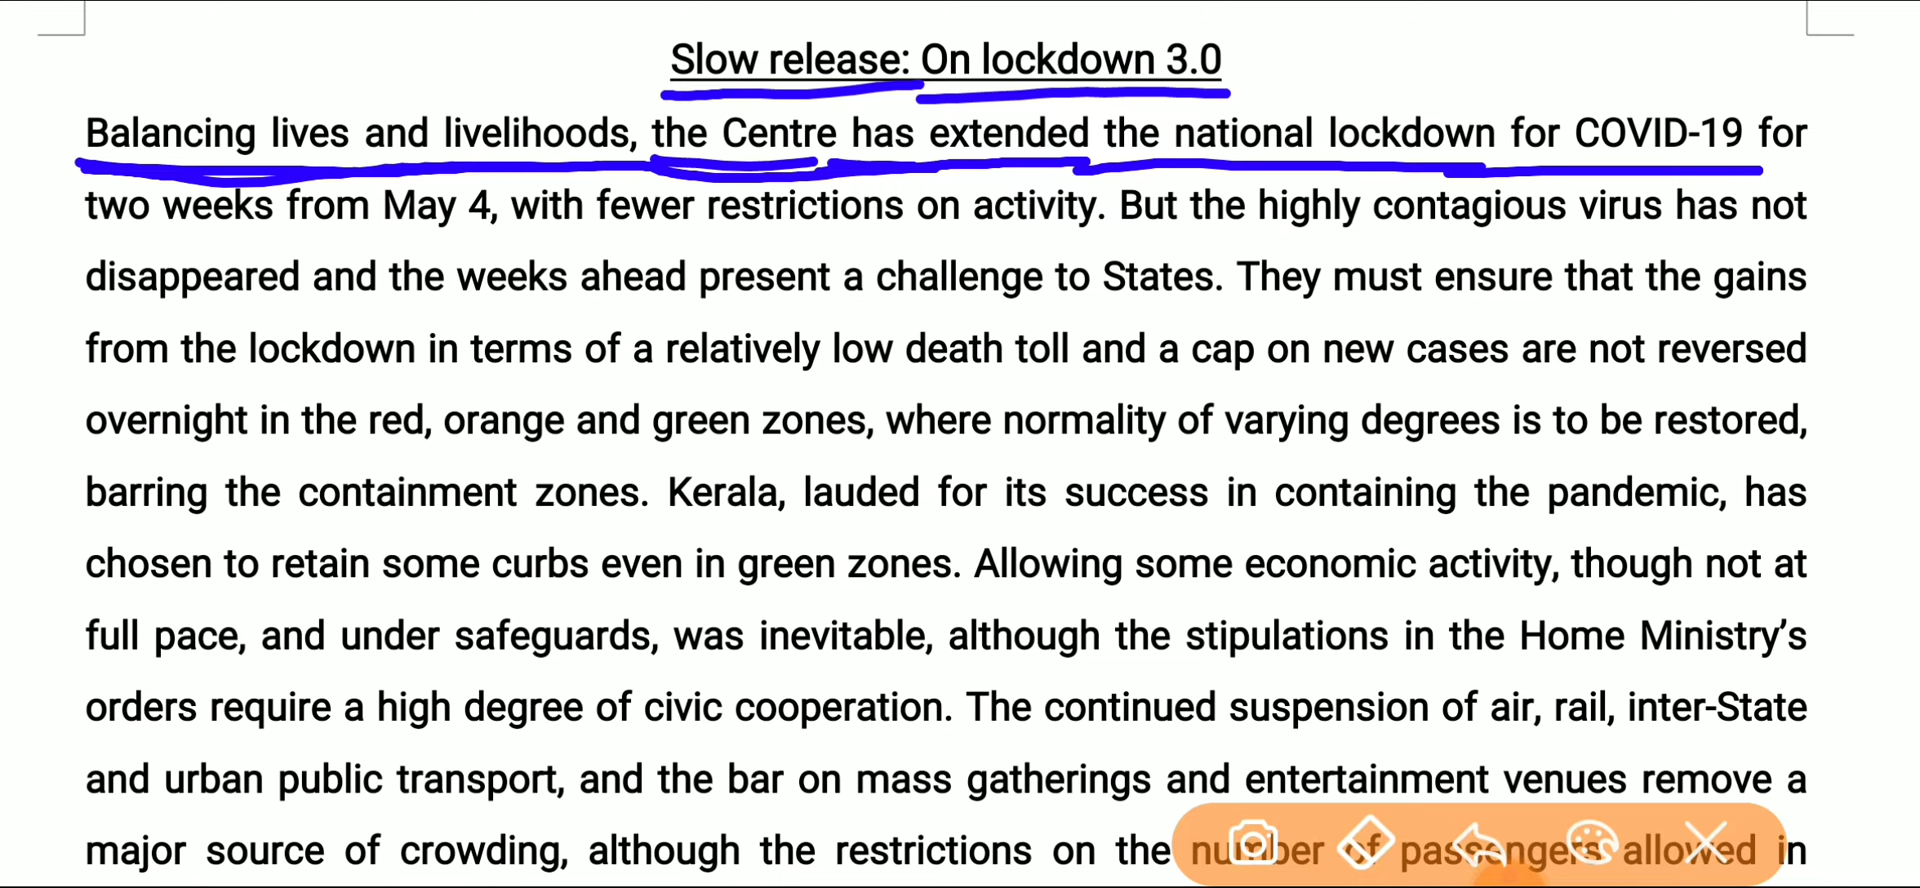 Slow release: On lockdown 3.0
Balancing lives and livelihoods, the Centre has extended the national lockdown for COVID-19 for
two weeks from May 4, with fewer restrictions on activity. But the highly contagious virus has not
disappeared and the weeks ahead present a challenge to States. They must ensure that the gains
from the lockdown in terms of a relatively low death toll and a cap on new cases are not reversed
overnight in the red, orange and green zones, where normality of varying degrees is to be restored,
barring the containment zones. Kerala, lauded for its success in containing the pandemic, has
chosen to retain some curbs even in green zones. Allowing some economic activity, though not at
full pace, and under safeguards, was inevitable, although the stipulations in the Home Ministry’s
orders require a high degree of civic cooperation. The continued suspension of air, rail, inter-State
and urban public transport, and the bar on mass gatherings and entertainment venues remove a
major source of crowding, although the restrictions on the number of passengers allowed in